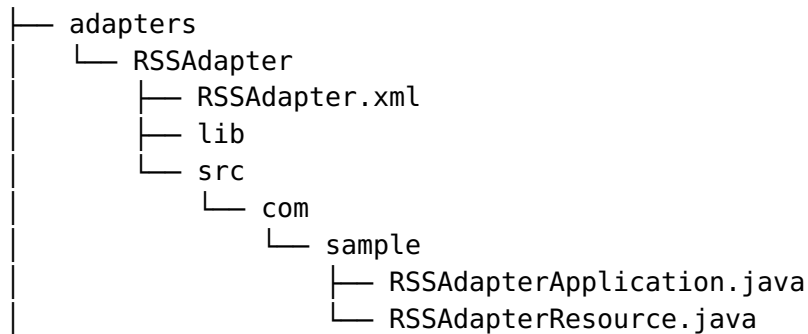 ├── adapters
│   └── RSSAdapter
│       ├── RSSAdapter.xml
│       ├── lib
│       └── src
│           └── com
│               └── sample
│                   ├── RSSAdapterApplication.java
│                   └── RSSAdapterResource.java